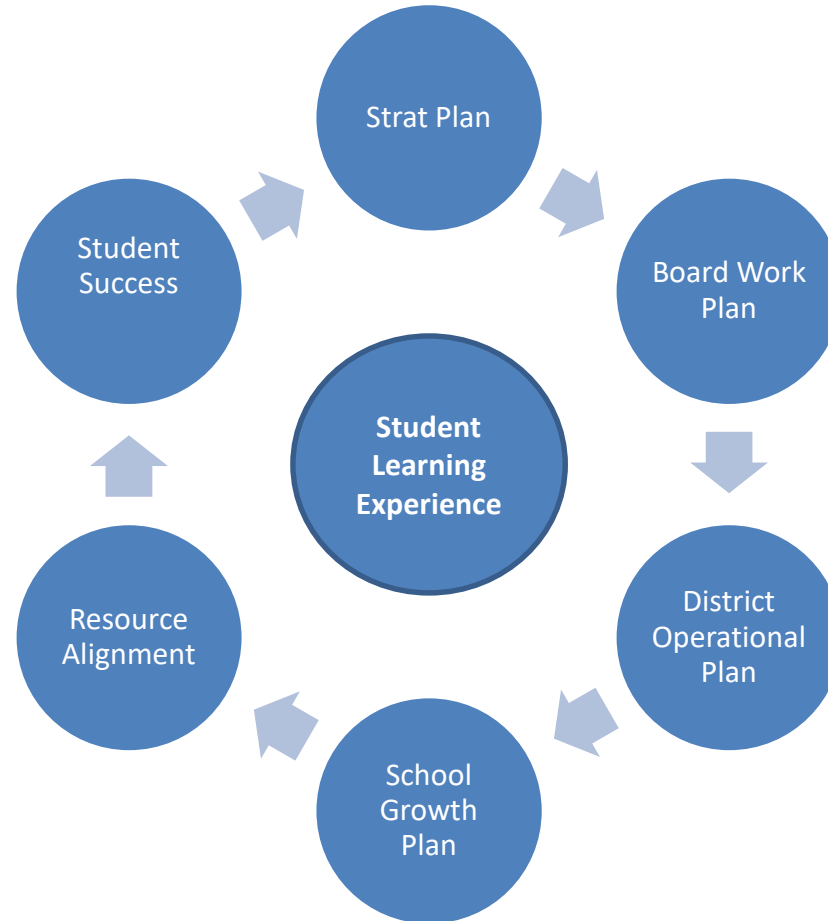 Strat Plan
Student
Success
Board Work
Plan
Student
Learning
Experience
Resource
Alignment
District
Operational
Plan
School
Growth
Plan